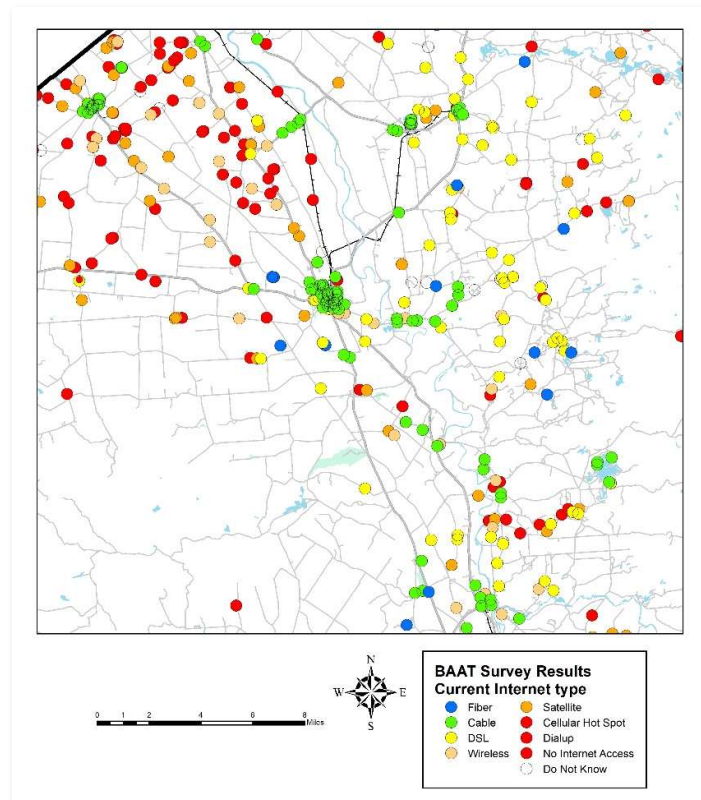 N
W E
S
0 1 2 4 6 8
Miles
BAAT Survey Results
Current Internet type
Fiber
Cable
DSL
Wireless
Satellite
Cellular Hot Spot
Dialup
No Internet Access
Do Not Know